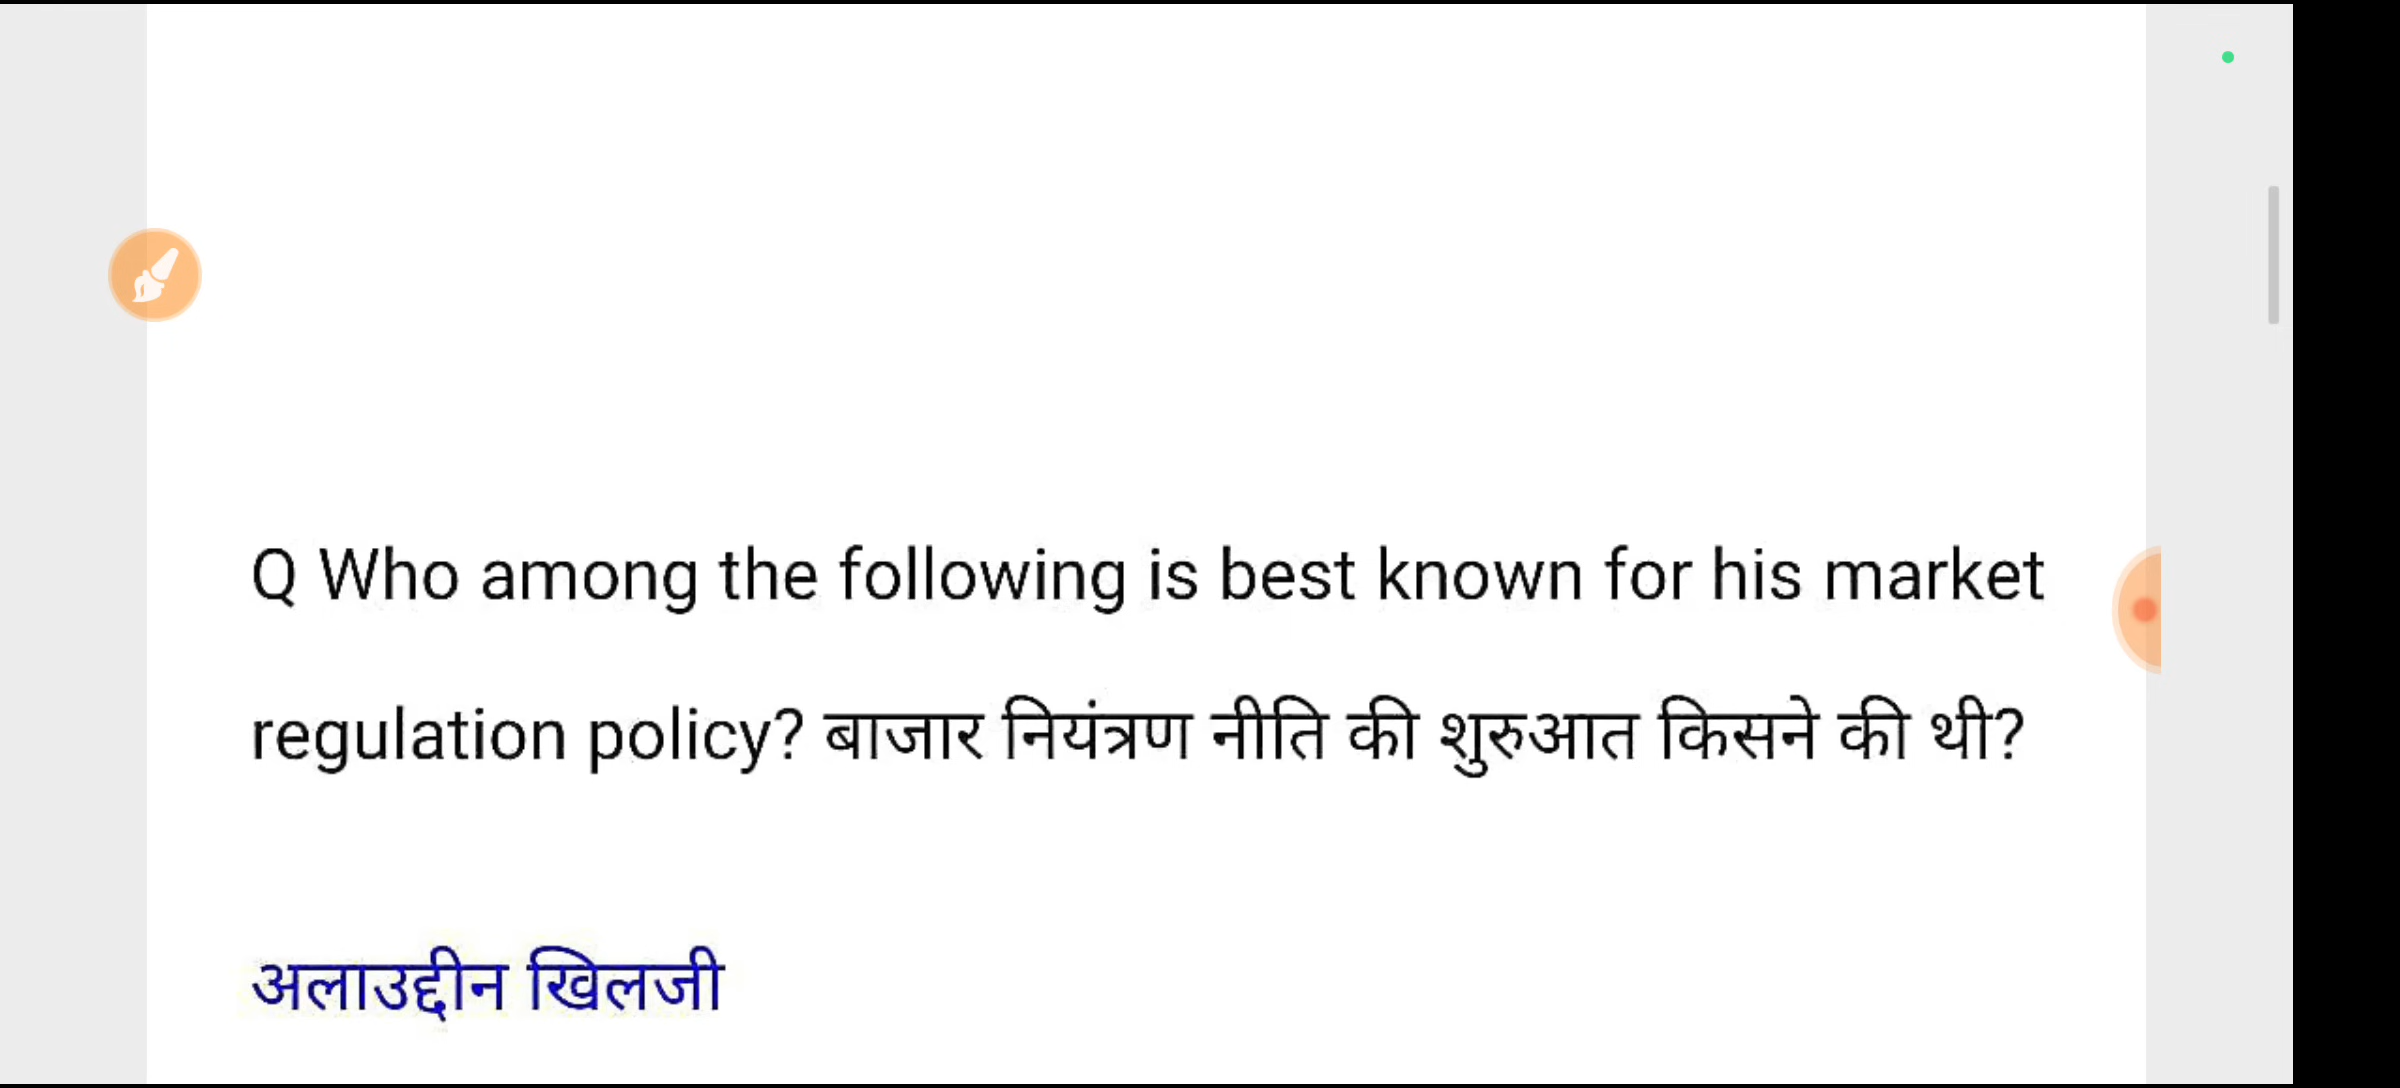 Q Who among the following is best known for his market
regulation policy? बाजार नियंत्रण नीति की शुरुआत किसने की थी?
अलाउद्दीन खिलजी